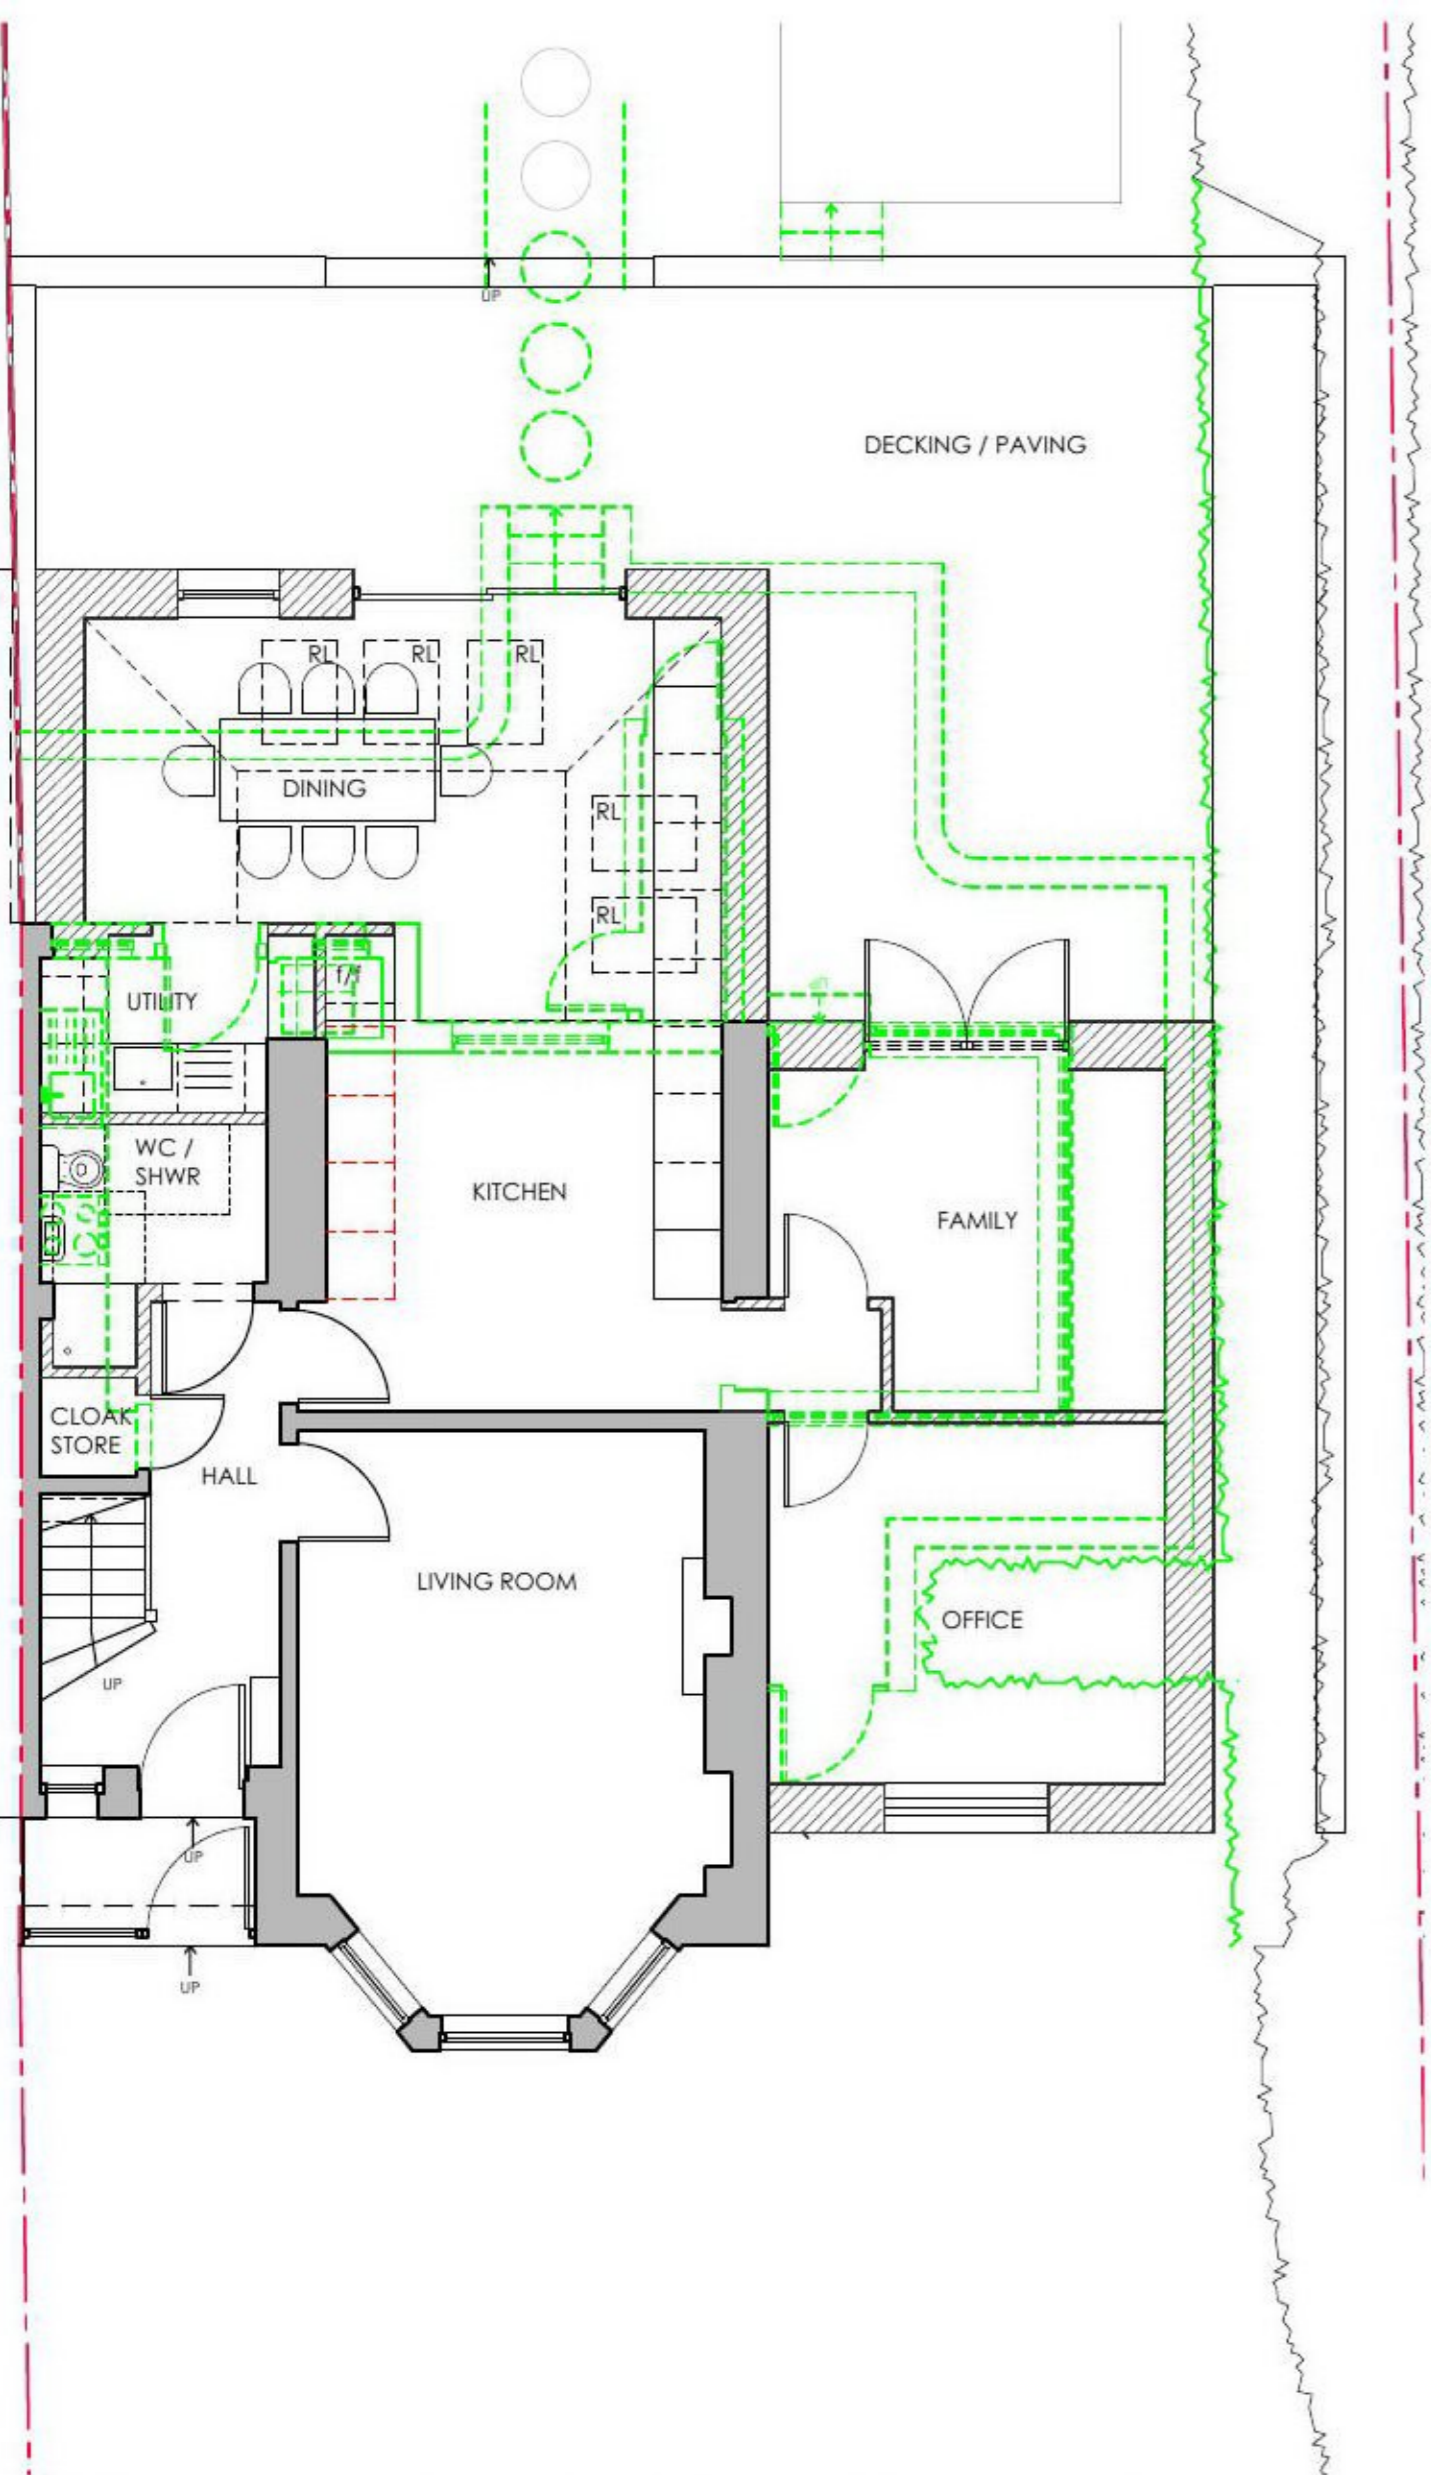 UP
DECKING / PAVING
RL
RL
RL
DINING
RL
RL
f/f
UTILITY
WC /
SHWR
KITCHEN
FAMILY
CLOAK
STORE
HALL
LIVING ROOM
OFFICE
UP
UP
UP